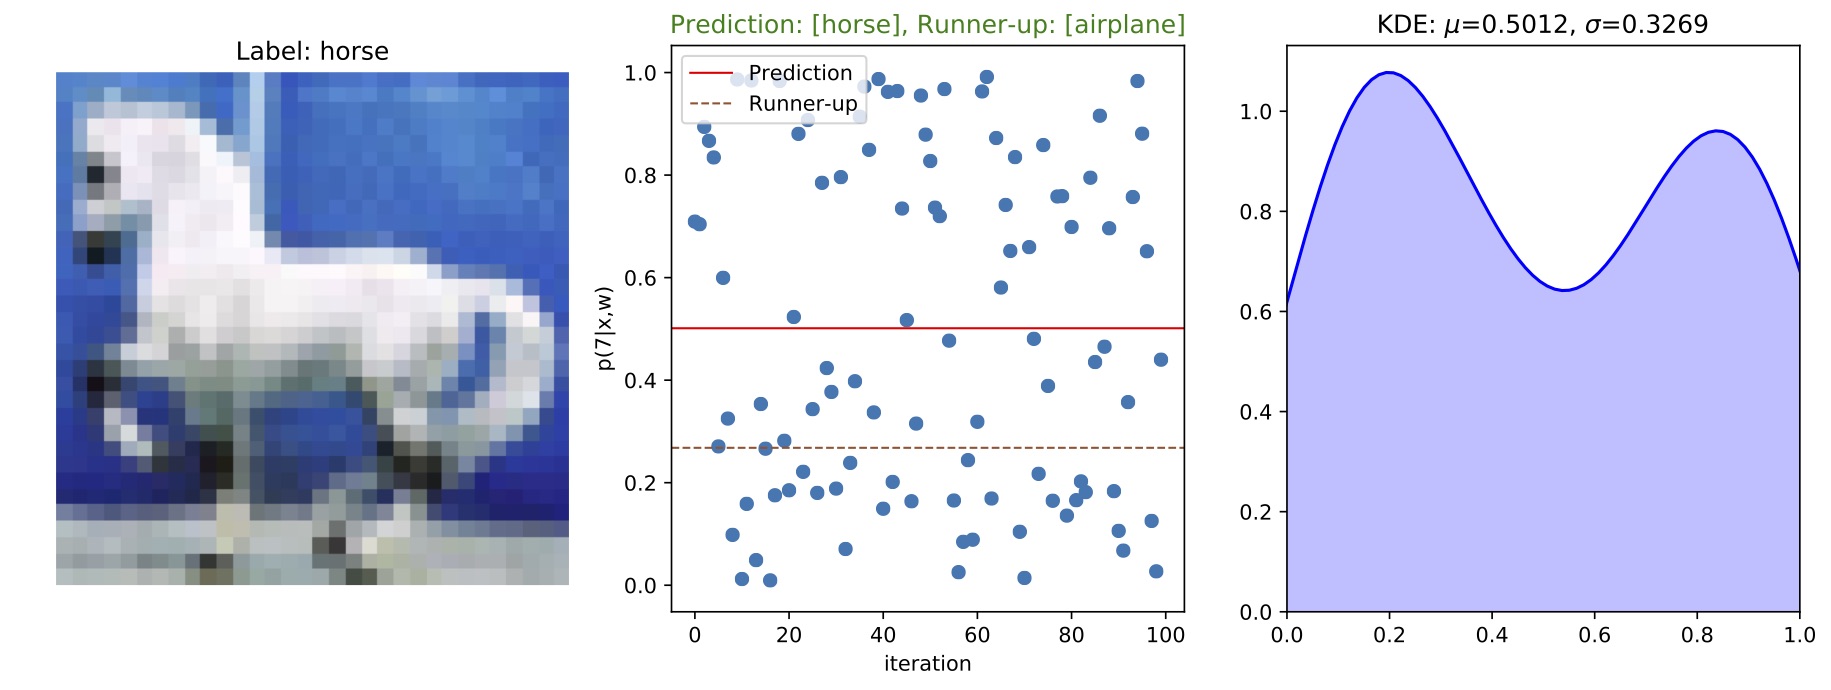 Label: horse
Prediction: [horse], Runner-up: [airplane]
Prediction
Runner-up
p(7|x,w)
1.0
0.8
0.6
0.4
0.2
0.0
0 20 40 60 80 100
iteration
KDE: μ=0.5012, σ=0.3269
1.0
0.8
0.6
0.4
0.2
0.0
0.0 0.2 0.4 0.6 0.8 1.0